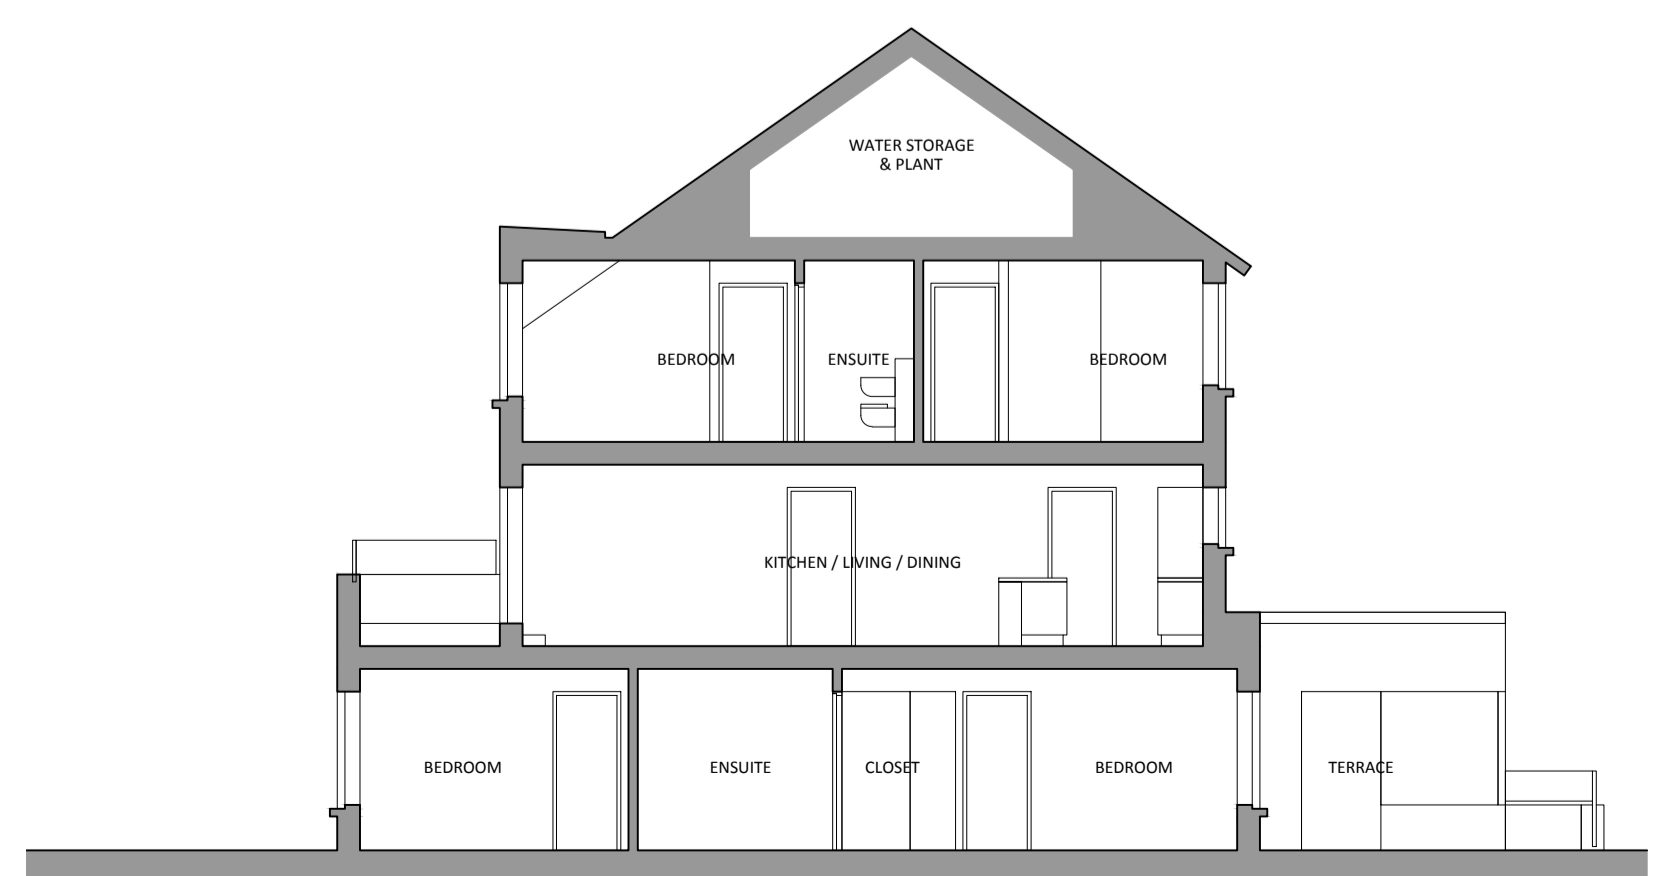 WATER STORAGE
& PLANT
BEDROOM
ENSUITE
BEDROOM
KITCHEN / LIVING / DINING
BEDROOM
ENSUITE
CLOSET
BEDROOM
TERRACE